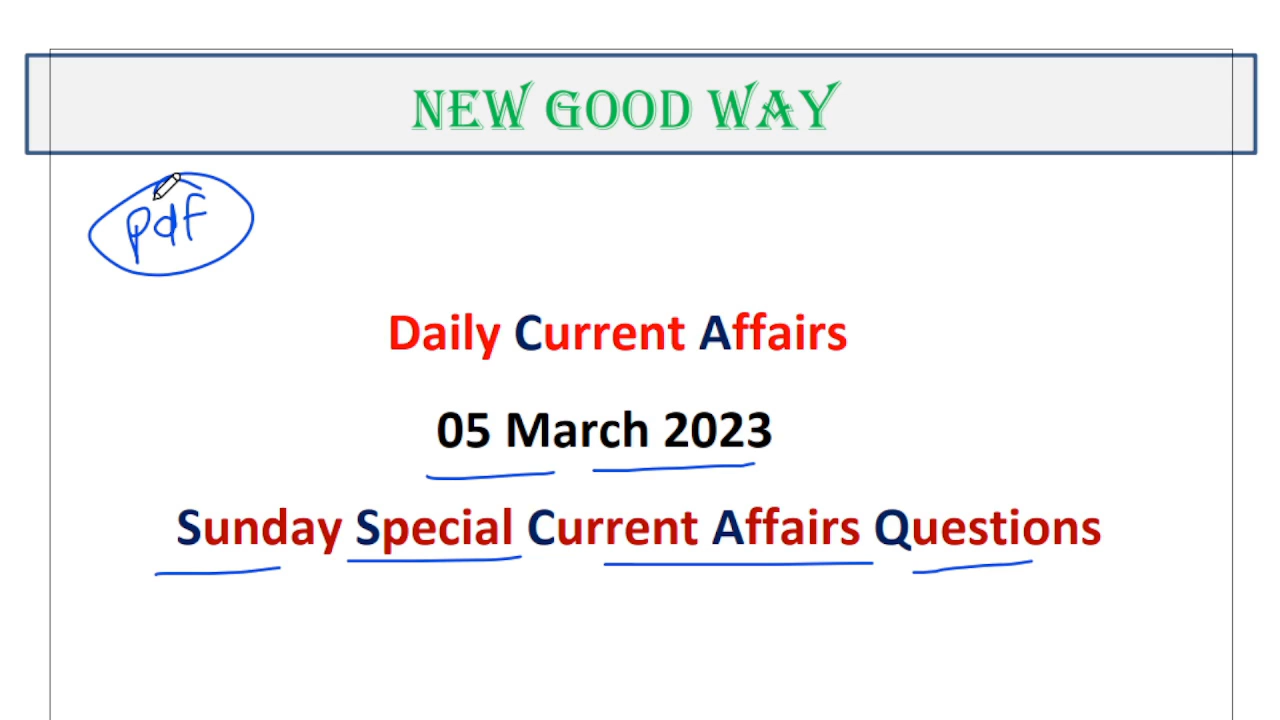 NEW GOOD WAY
pdf
Daily Current Affairs
05 March 2023
Sunday Special Current Affairs Questions